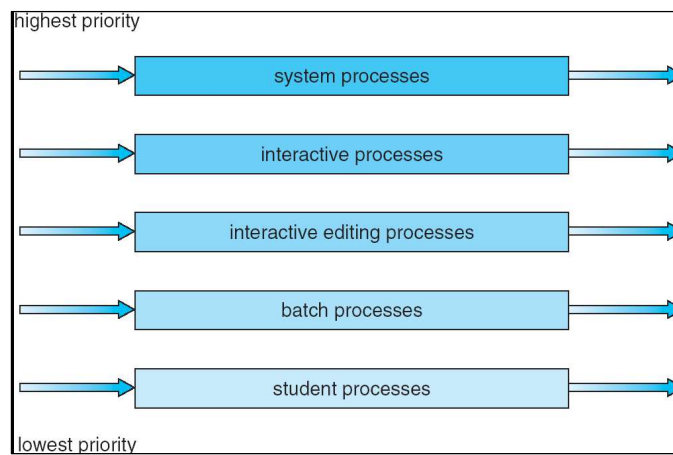 highest priority
system processes
interactive processes
interactive editing processes
batch processes
student processes
lowest priority